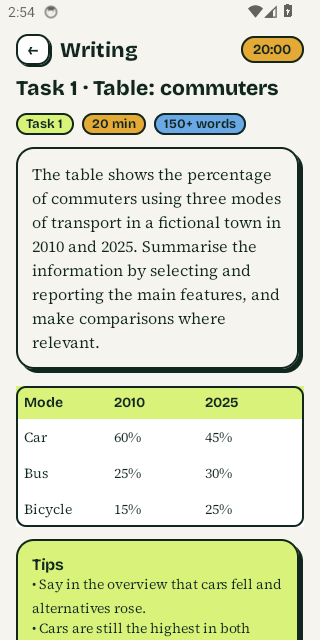 2:54
← Writing 20:00
Task 1 · Table: commuters
Task 1 20 min 150+ words
The table shows the percentage
of commuters using three modes
of transport in a fictional town in
2010 and 2025. Summarise the
information by selecting and
reporting the main features, and
make comparisons where
relevant.
Mode 2010 2025
Car 60% 45%
Bus 25% 30%
Bicycle 15% 25%
Tips
• Say in the overview that cars fell and
alternatives rose.
• Cars are still the highest in both